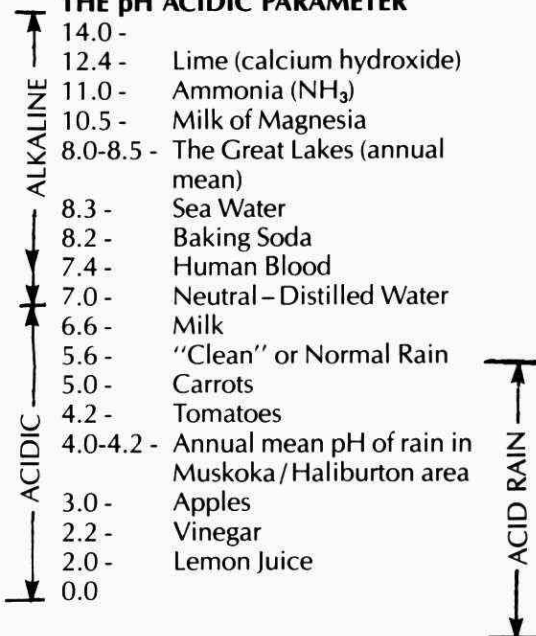 THE pH ACIDIC PARAMETER
14.0 -
12.4 - Lime (calcium hydroxide)
11.0 - Ammonia (NH₃)
10.5 - Milk of Magnesia
8.0-8.5 - The Great Lakes (annual
mean)
8.3 - Sea Water
8.2 - Baking Soda
7.4 - Human Blood
7.0 - Neutral – Distilled Water
6.6 - Milk
5.6 - "Clean" or Normal Rain
5.0 - Carrots
4.2 - Tomatoes
4.0-4.2 - Annual mean pH of rain in
Muskoka/Haliburton area
3.0 - Apples
2.2 - Vinegar
2.0 - Lemon Juice
0.0
ALKALINE
ACIDIC
ACID RAIN